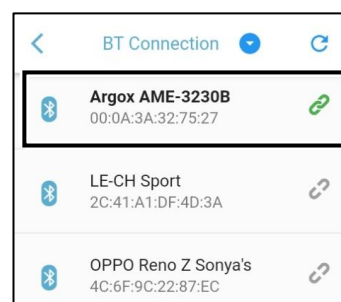 BT Connection
Argox AME-3230B
00:0A:3A:32:75:27
LE-CH Sport
2C:41:A1:DF:4D:3A
OPPO Reno Z Sonya's
4C:6F:9C:22:87:EC